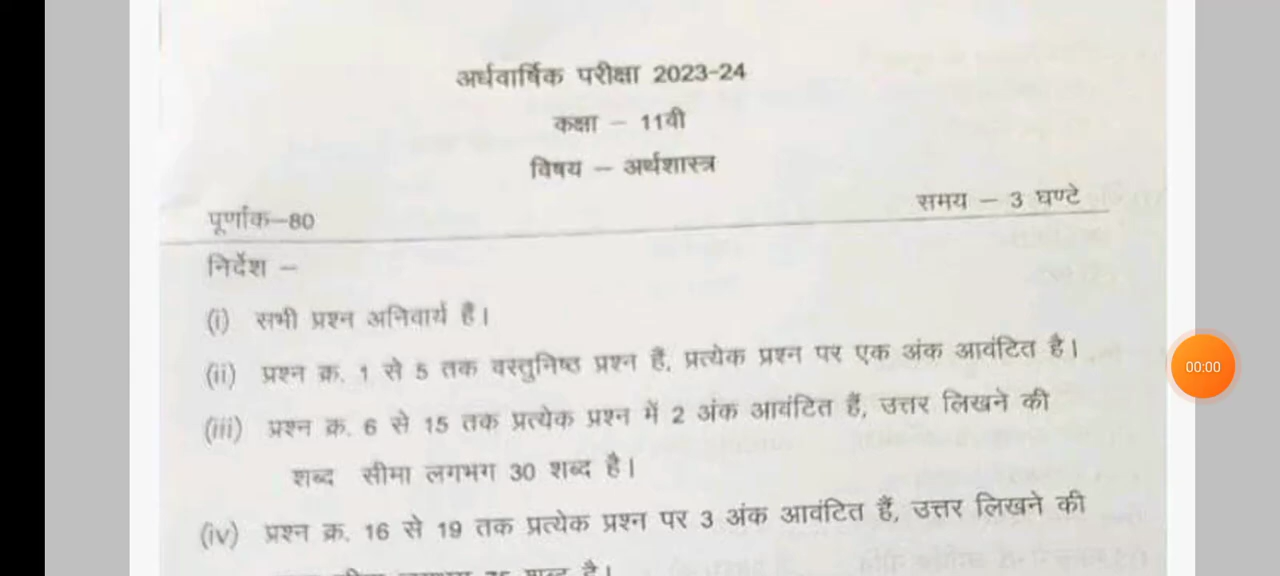 अर्धवार्षिक परीक्षा 2023-24
कक्षा - 11वी
विषय - अर्थशास्त्र
पूर्णांक-80
समय - 3 घण्टे
निर्देश -
(i) सभी प्रश्न अनिवार्य हैं।
(ii) प्रश्न क्र. 1 से 5 तक वस्तुनिष्ठ प्रश्न हैं, प्रत्येक प्रश्न पर एक अंक आवंटित है।
(iii) प्रश्न क्र. 6 से 15 तक प्रत्येक प्रश्न में 2 अंक आवंटित हैं, उत्तर लिखने की
शब्द सीमा लगभग 30 शब्द है।
(iv) प्रश्न क्र. 16 से 19 तक प्रत्येक प्रश्न पर 3 अंक आवंटित हैं, उत्तर लिखने की
00:00